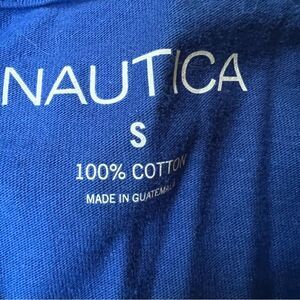 NAUTICA
S
100% COTTON
MADE IN GUATEMALA